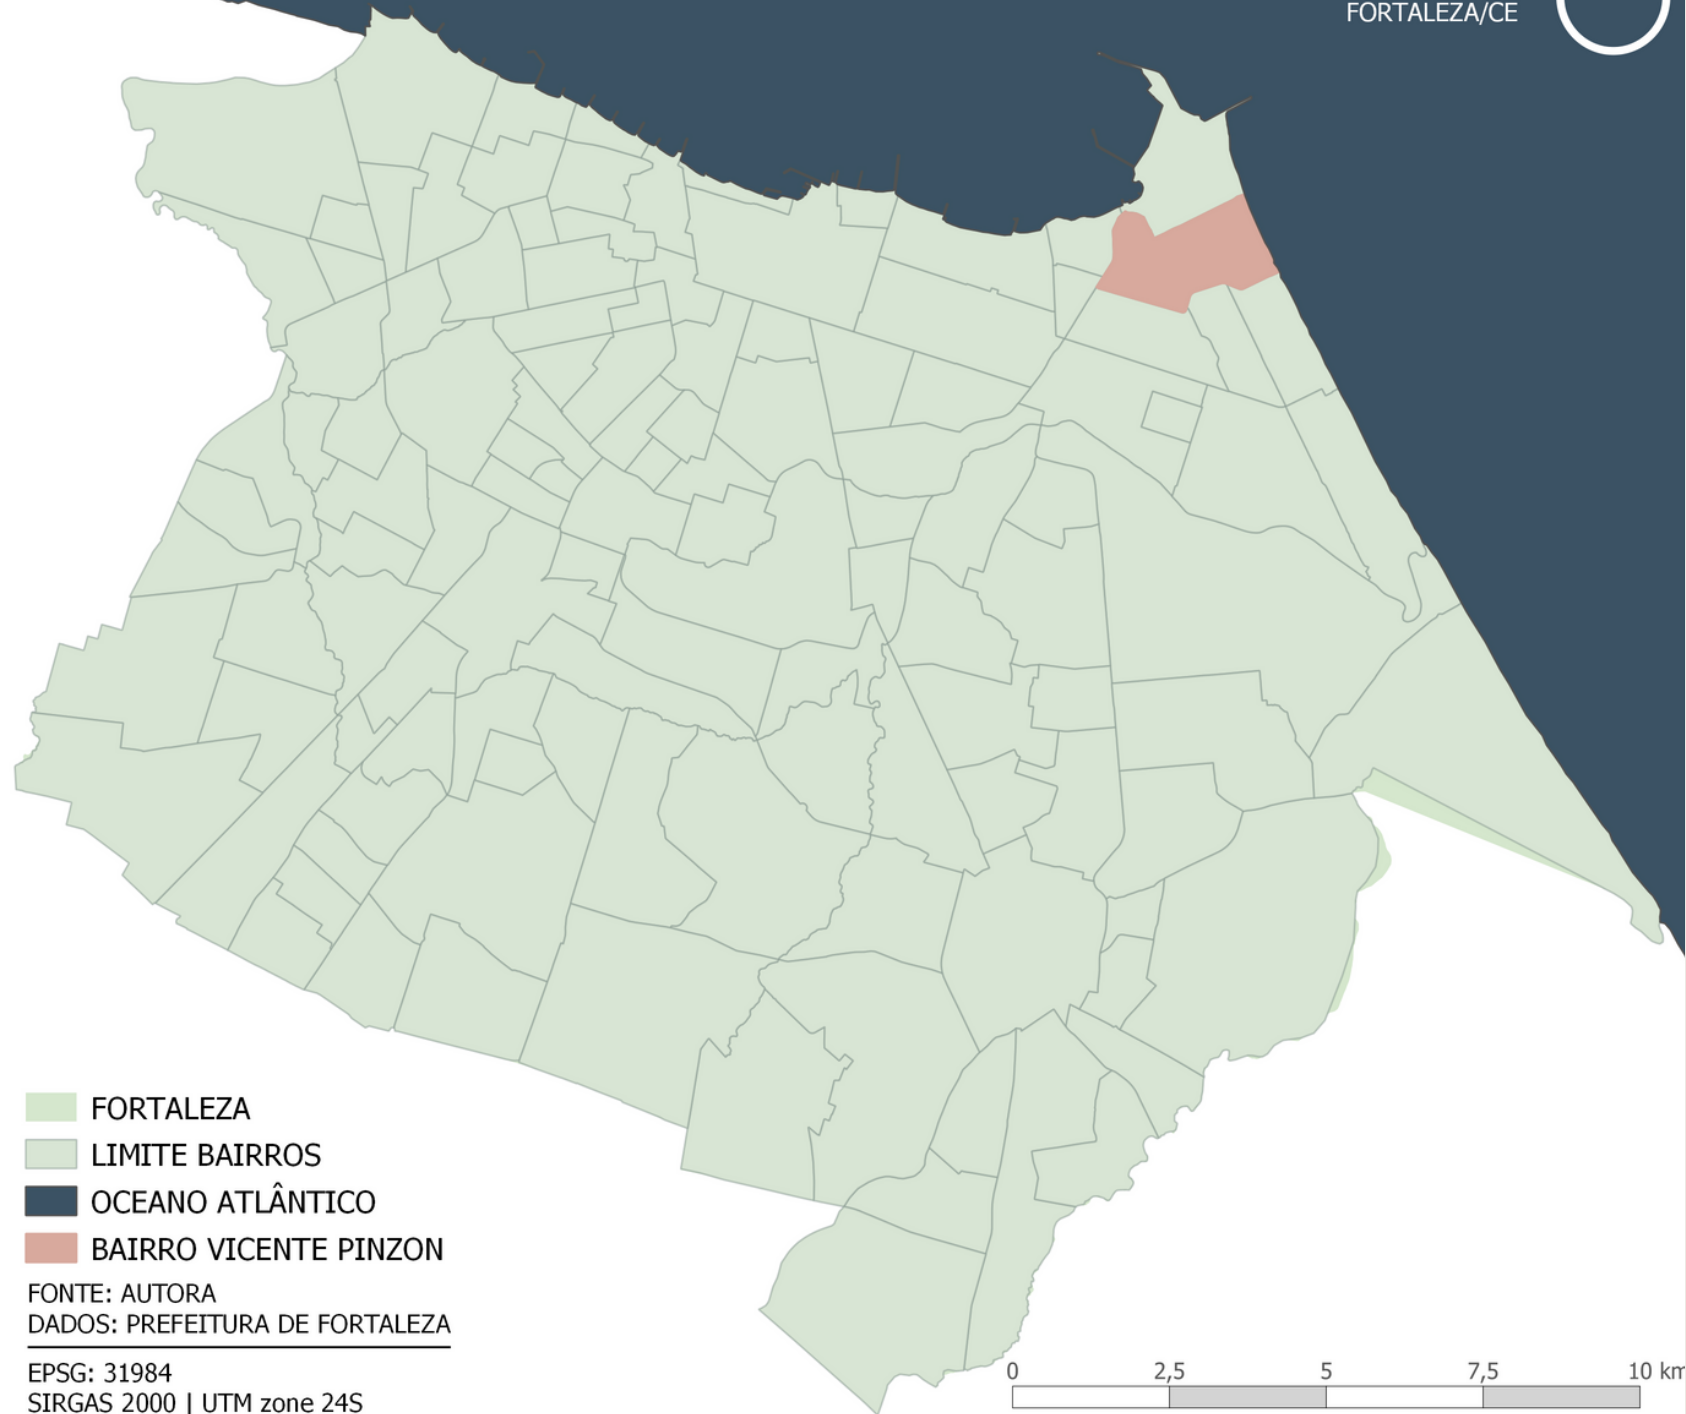 FORTALEZA/CE
FORTALEZA
LIMITE BAIRROS
OCEANO ATLÂNTICO
BAIRRO VICENTE PINZON
FONTE: AUTORA
DADOS: PREFEITURA DE FORTALEZA
EPSG: 31984
SIRGAS 2000 | UTM zone 24S
0 2,5 5 7,5 10 km